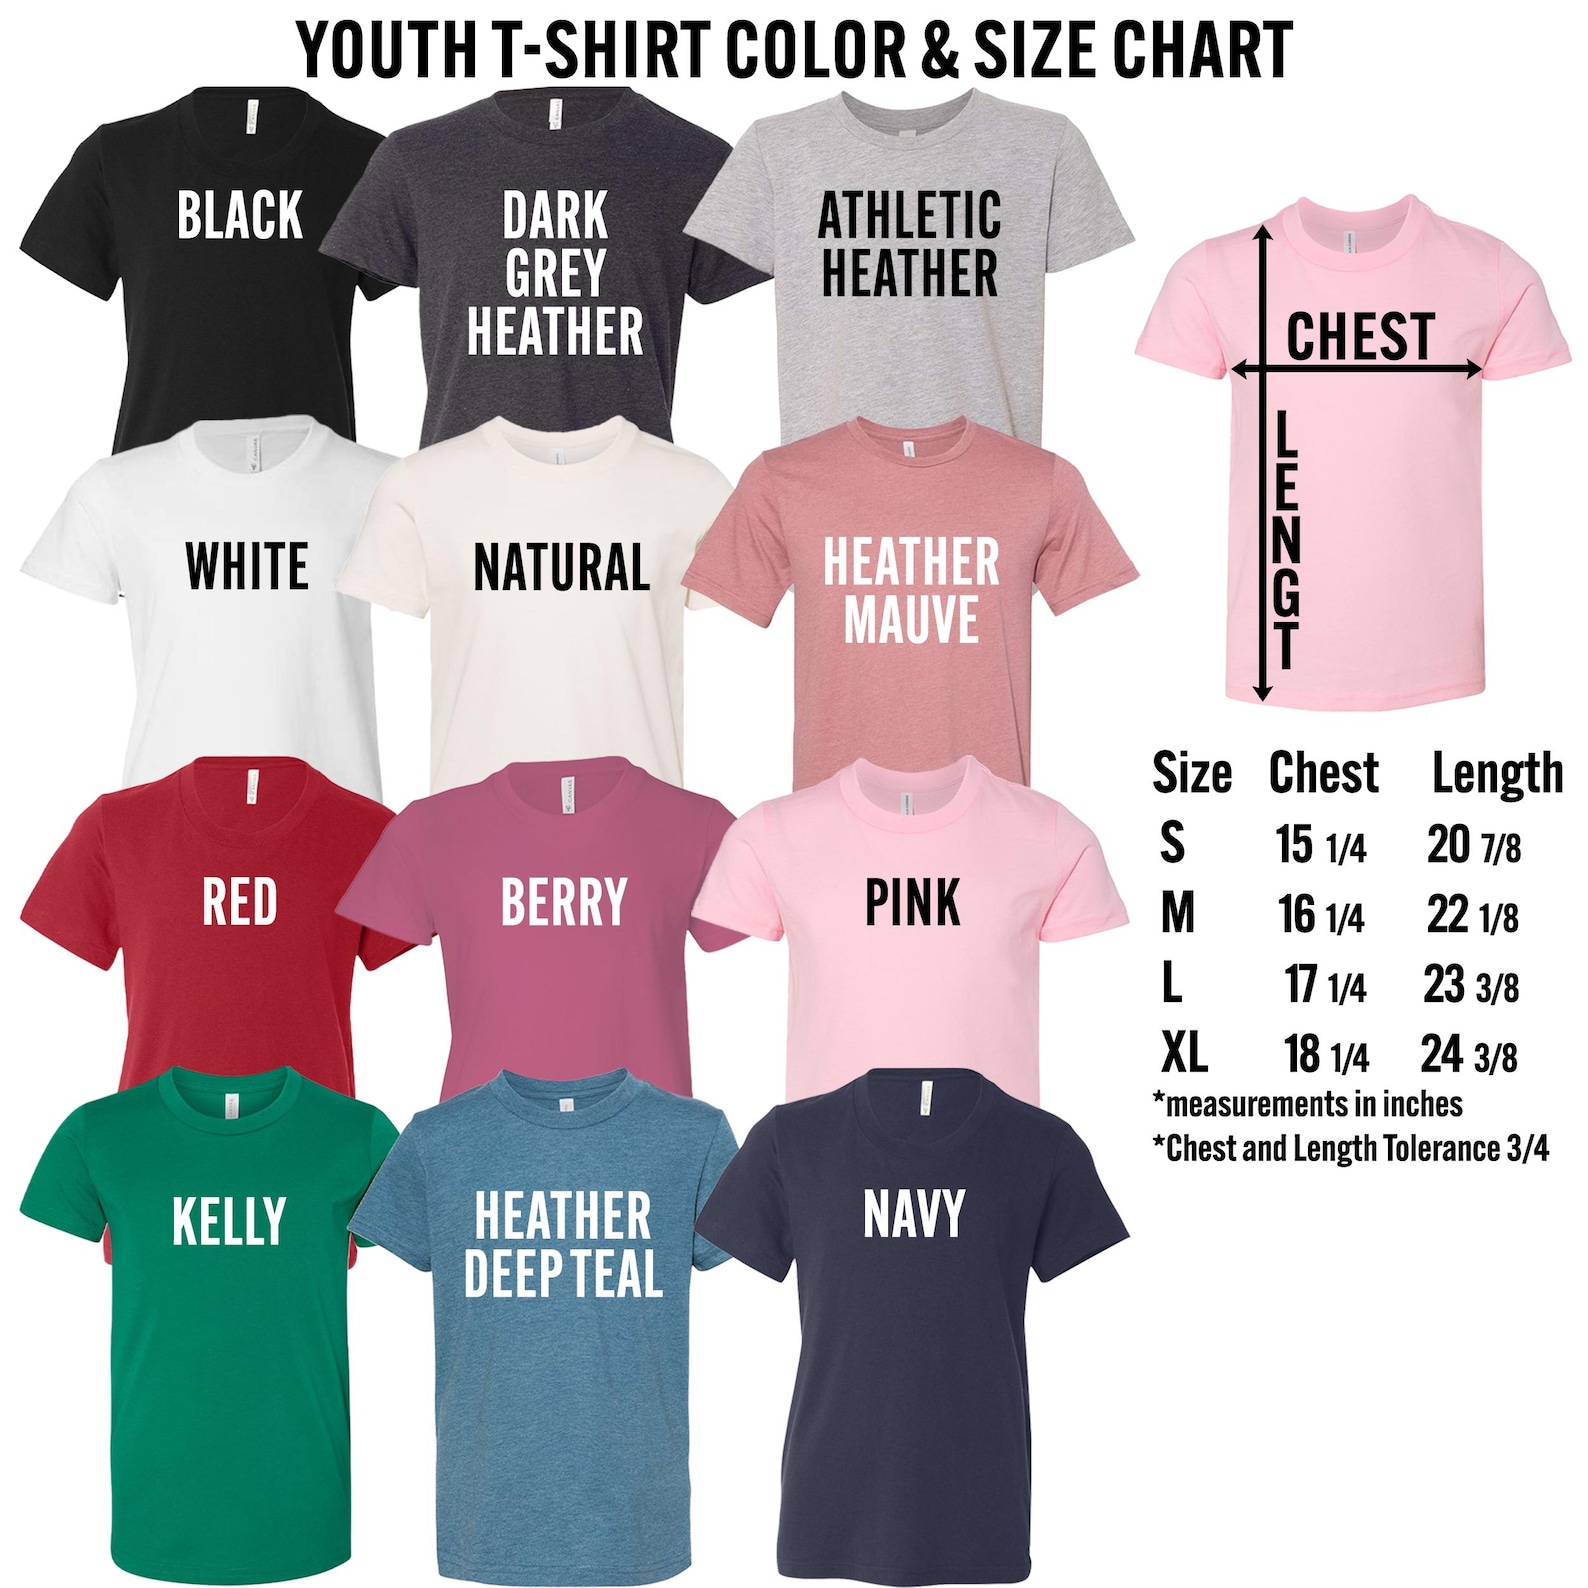 YOUTH T-SHIRT COLOR & SIZE CHART
BLACK
DARK
GREY
HEATHER
ATHLETIC
HEATHER
WHITE
NATURAL
HEATHER
MAUVE
RED
BERRY
PINK
KELLY
HEATHER
DEEP TEAL
NAVY
CHEST
LENGT
Size Chest Length
S 15 1/4 20 7/8
M 16 1/4 22 1/8
L 17 1/4 23 3/8
XL 18 1/4 24 3/8
*measurements in inches
*Chest and Length Tolerance 3/4